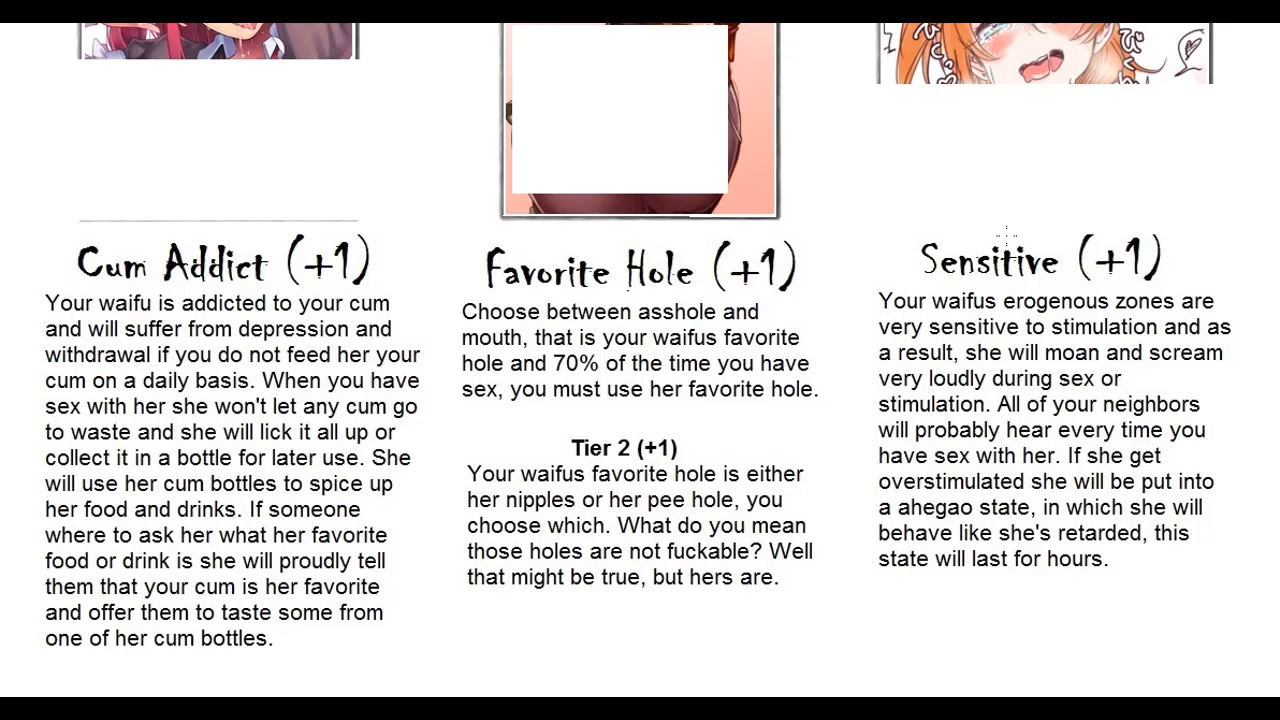 Cum Addict (+1)
Your waifu is addicted to your cum
and will suffer from depression and
withdrawal if you do not feed her your
cum on a daily basis. When you have
sex with her she won't let any cum go
to waste and she will lick it all up or
collect it in a bottle for later use. She
will use her cum bottles to spice up
her food and drinks. If someone
where to ask her what her favorite
food or drink is she will proudly tell
them that your cum is her favorite
and offer them to taste some from
one of her cum bottles.
Favorite Hole (+1)
Choose between asshole and
mouth, that is your waifus favorite
hole and 70% of the time you have
sex, you must use her favorite hole.
Tier 2 (+1)
Your waifus favorite hole is either
her nipples or her pee hole, you
choose which. What do you mean
those holes are not fuckable? Well
that might be true, but hers are.
Sensitive (+1)
Your waifus erogenous zones are
very sensitive to stimulation and as
a result, she will moan and scream
very loudly during sex or
stimulation. All of your neighbors
will probably hear every time you
have sex with her. If she get
overstimulated she will be put into
a ahegao state, in which she will
behave like she's retarded, this
state will last for hours.